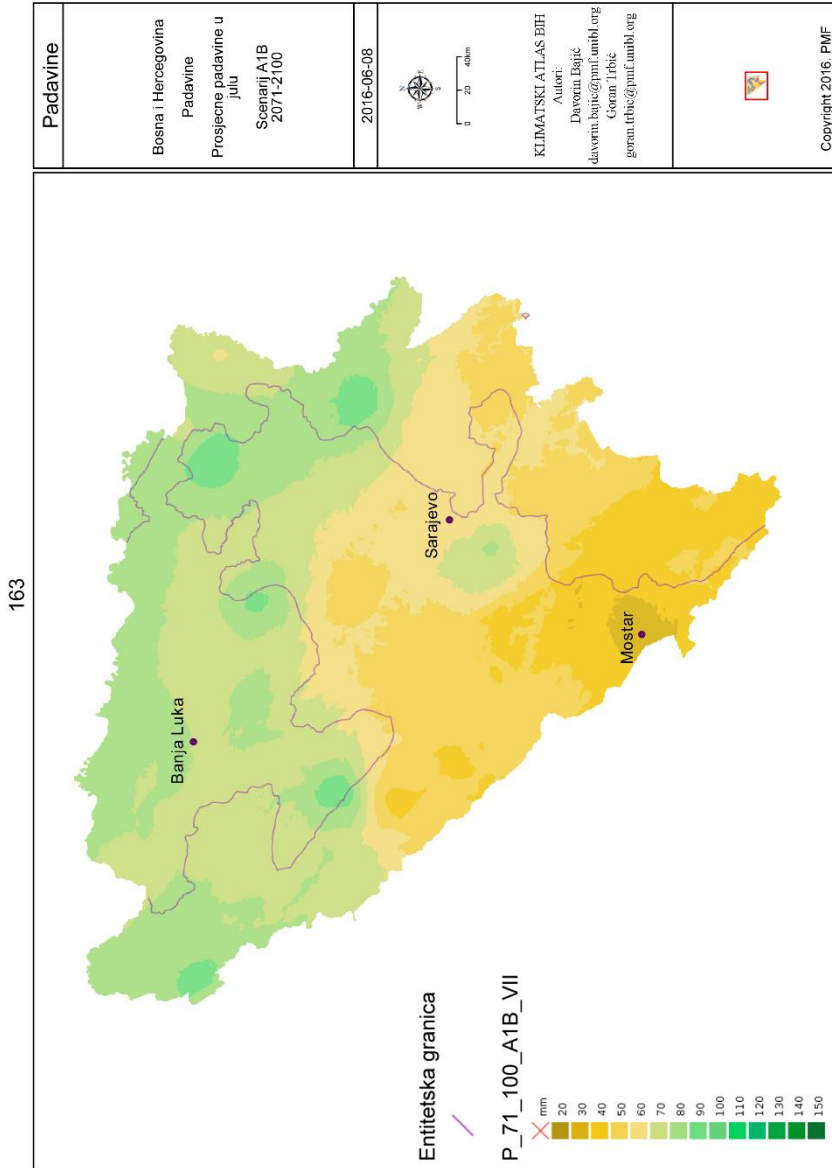 163
Padavine
Bosna i Hercegovina
Padavine
Prosjecne padavine u
julu
Scenarij A1B
2071-2100
2016-06-08
N
W
E
S
0 20 40km
KLIMATSKI ATLAS BIH
Autori:
Davorin Bajić
davorin.bajic@pmf.unibl.org
Goran Trbić
goran.trbic@pmf.unibl.org
Copyright 2016. PMF
Banja Luka
Sarajevo
Mostar
Entitetska granica
P_71_100_A1B_VII
mm
20
30
40
50
60
70
80
90
100
110
120
130
140
150